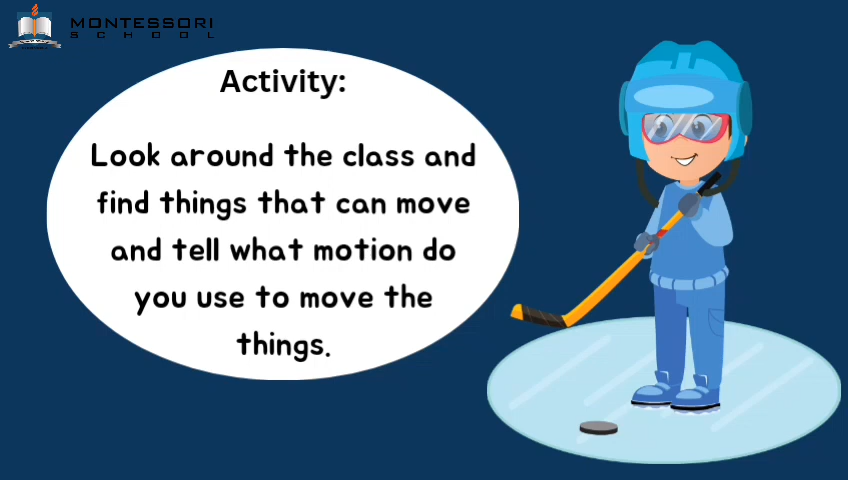 MONTESSORI
SCHOOL
Activity:
Look around the class and
find things that can move
and tell what motion do
you use to move the
things.